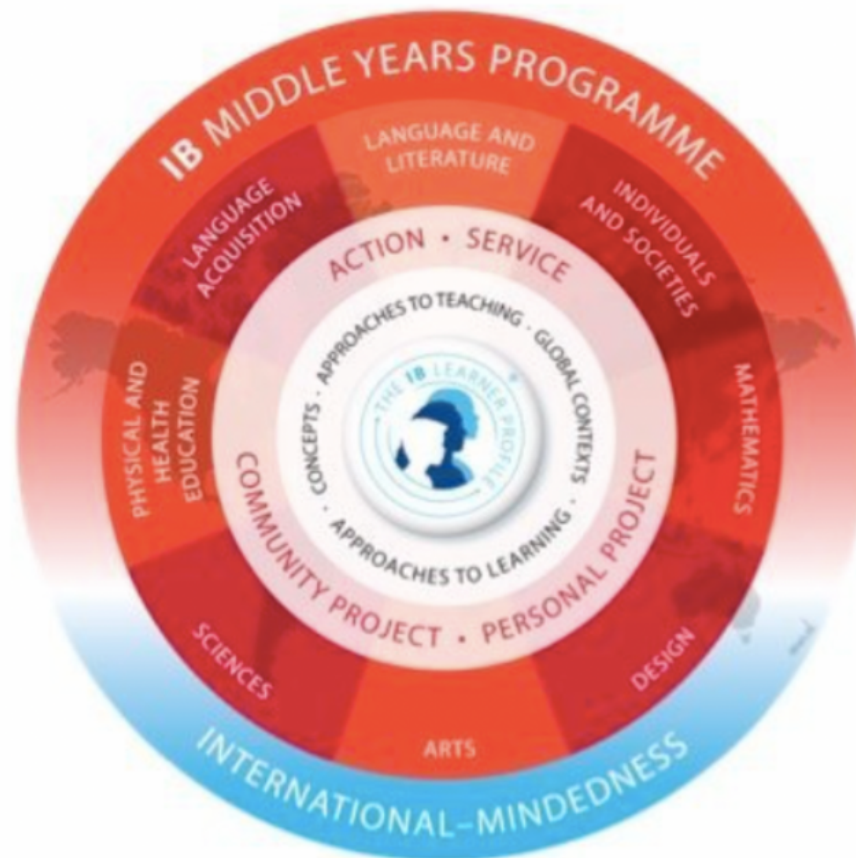 IB MIDDLE YEARS PROGRAMME
LANGUAGE AND
LITERATURE
INDIVIDUALS
AND SOCIETIES
MATHEMATICS
DESIGN
ARTS
SCIENCES
PHYSICAL AND
HEALTH
EDUCATION
LANGUAGE
ACQUISITION
ACTION · SERVICE
COMMUNITY PROJECT · PERSONAL PROJECT
APPROACHES TO TEACHING · GLOBAL CONTEXTS ·
APPROACHES TO LEARNING · CONCEPTS ·
THE IB LEARNER PROFILE
INTERNATIONAL–MINDEDNESS